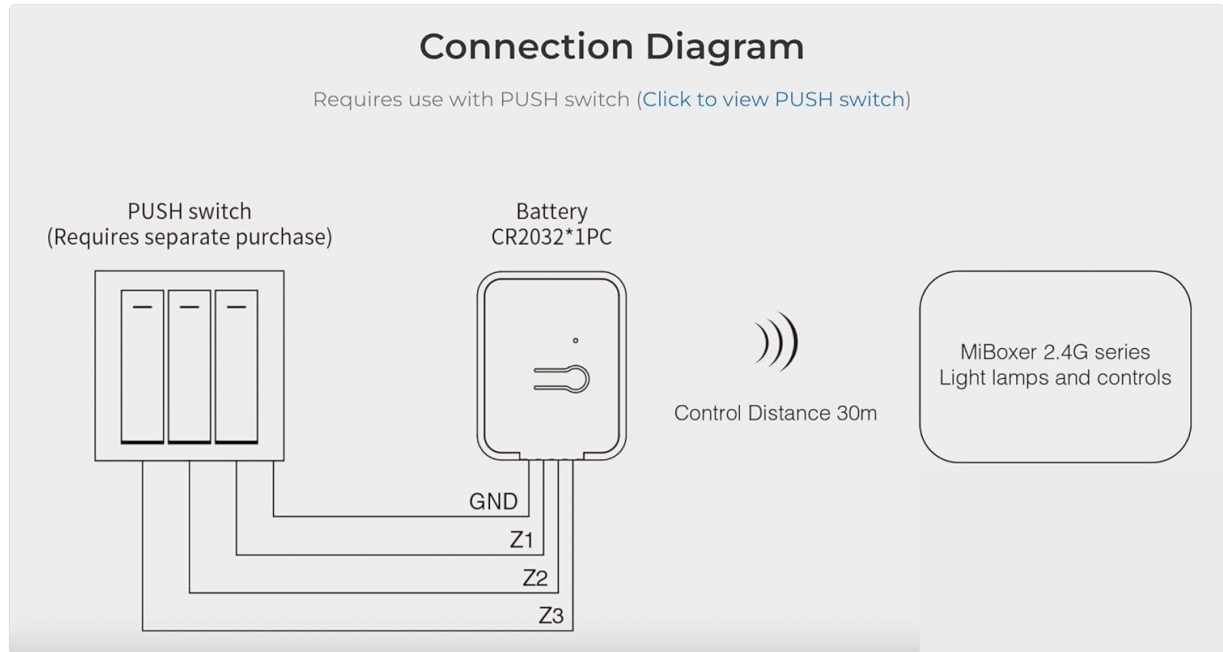 Connection Diagram
Requires use with PUSH switch (Click to view PUSH switch)
PUSH switch
(Requires separate purchase)
Battery
CR2032*1PC
Control Distance 30m
MiBoxer 2.4G series
Light lamps and controls
GND
Z1
Z2
Z3